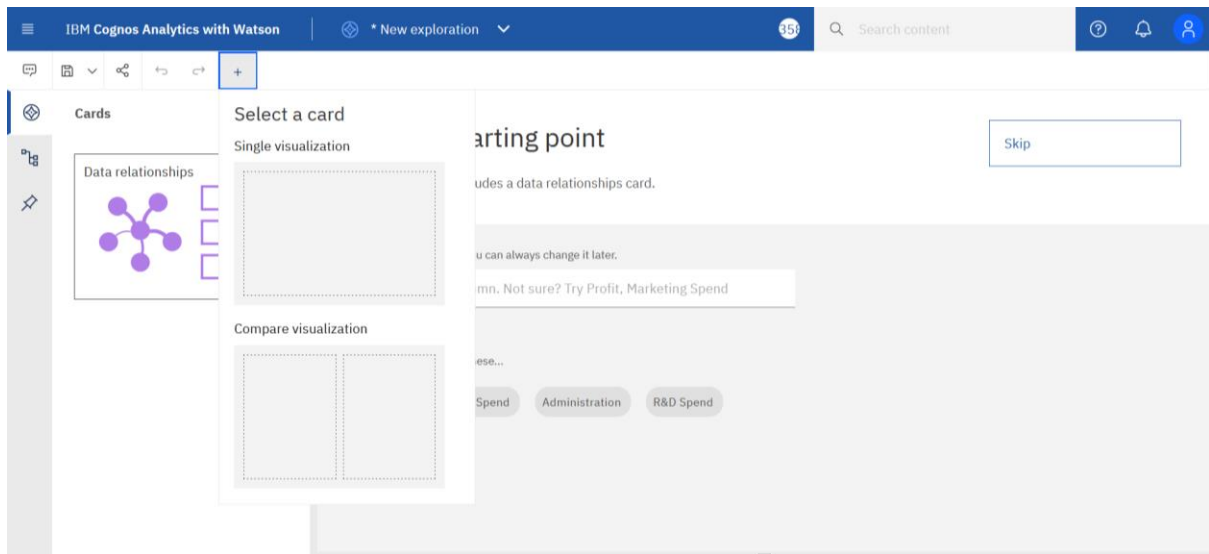 IBM Cognos Analytics with Watson
* New exploration
358
Search content
Cards
Data relationships
Select a card
Single visualization
Compare visualization
arting point
udes a data relationships card.
Skip
u can always change it later.
mn. Not sure? Try Profit, Marketing Spend
ese...
Spend
Administration
R&D Spend